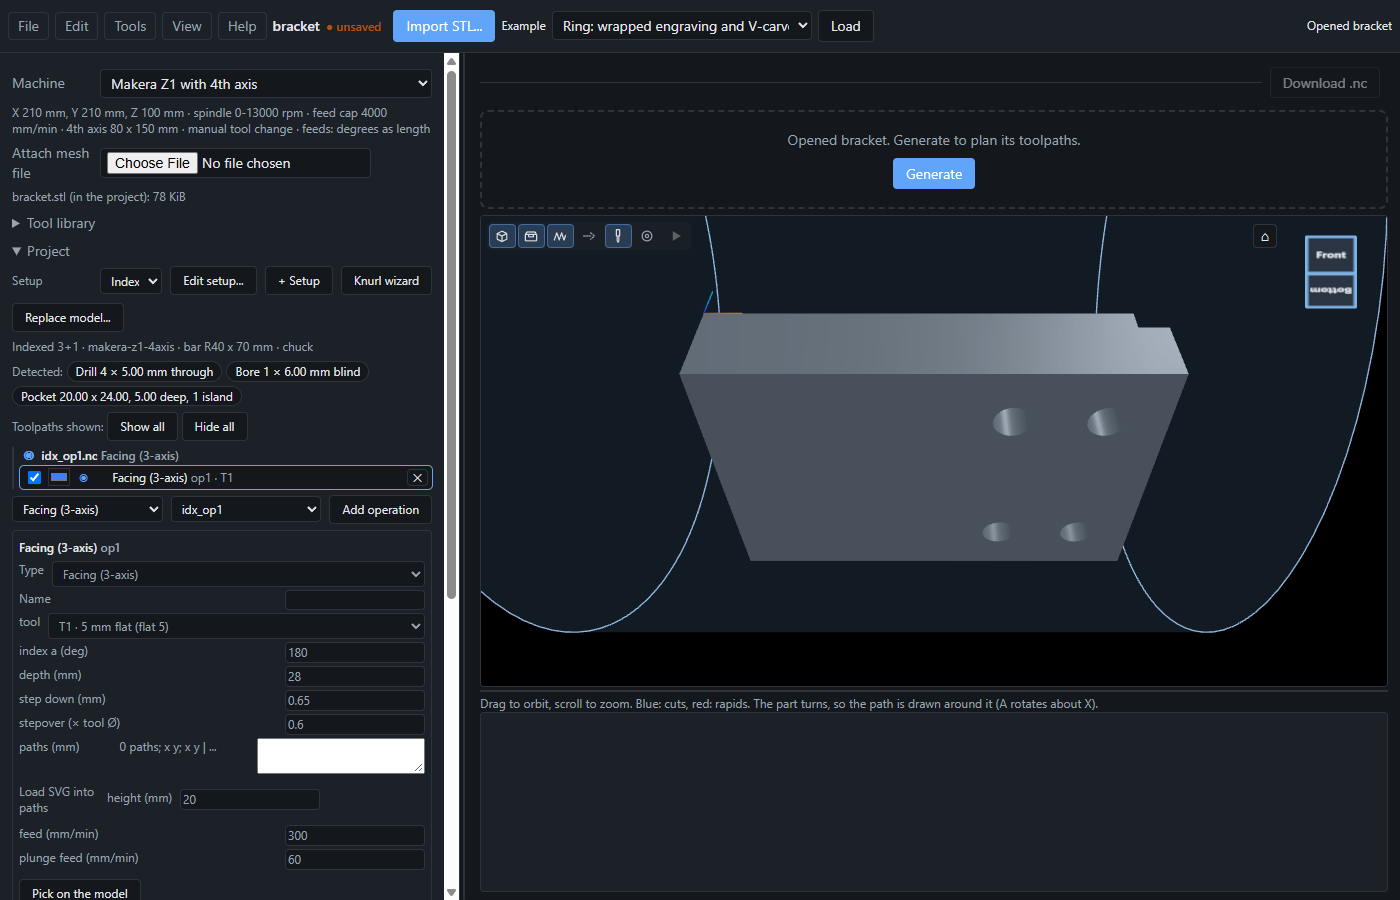 File Edit Tools View Help bracket • unsaved Import STL... Example Ring: wrapped engraving and V-carv Load Opened bracket
Machine Makera Z1 with 4th axis
X 210 mm, Y 210 mm, Z 100 mm · spindle 0-13000 rpm · feed cap 4000
mm/min · 4th axis 80 x 150 mm · manual tool change · feeds: degrees as length
Attach mesh file Choose File No file chosen
bracket.stl (in the project): 78 KiB
Tool library
Project
Setup Index Edit setup... + Setup Knurl wizard
Replace model...
Indexed 3+1 · makera-z1-4axis · bar R40 x 70 mm · chuck
Detected: Drill 4 × 5.00 mm through Bore 1 × 6.00 mm blind
Pocket 20.00 x 24.00, 5.00 deep, 1 island
Toolpaths shown: Show all Hide all
idx_op1.nc Facing (3-axis)
Facing (3-axis) op1 · T1
Facing (3-axis) idx_op1 Add operation
Facing (3-axis) op1
Type Facing (3-axis)
Name
tool T1 · 5 mm flat (flat 5)
index a (deg) 180
depth (mm) 28
step down (mm) 0.65
stepover (× tool Ø) 0.6
paths (mm) 0 paths; x y; x y | ...
Load SVG into paths height (mm) 20
feed (mm/min) 300
plunge feed (mm/min) 60
Pick on the model
Download .nc
Opened bracket. Generate to plan its toolpaths.
Generate
Front
Bottom
Drag to orbit, scroll to zoom. Blue: cuts, red: rapids. The part turns, so the path is drawn around it (A rotates about X).